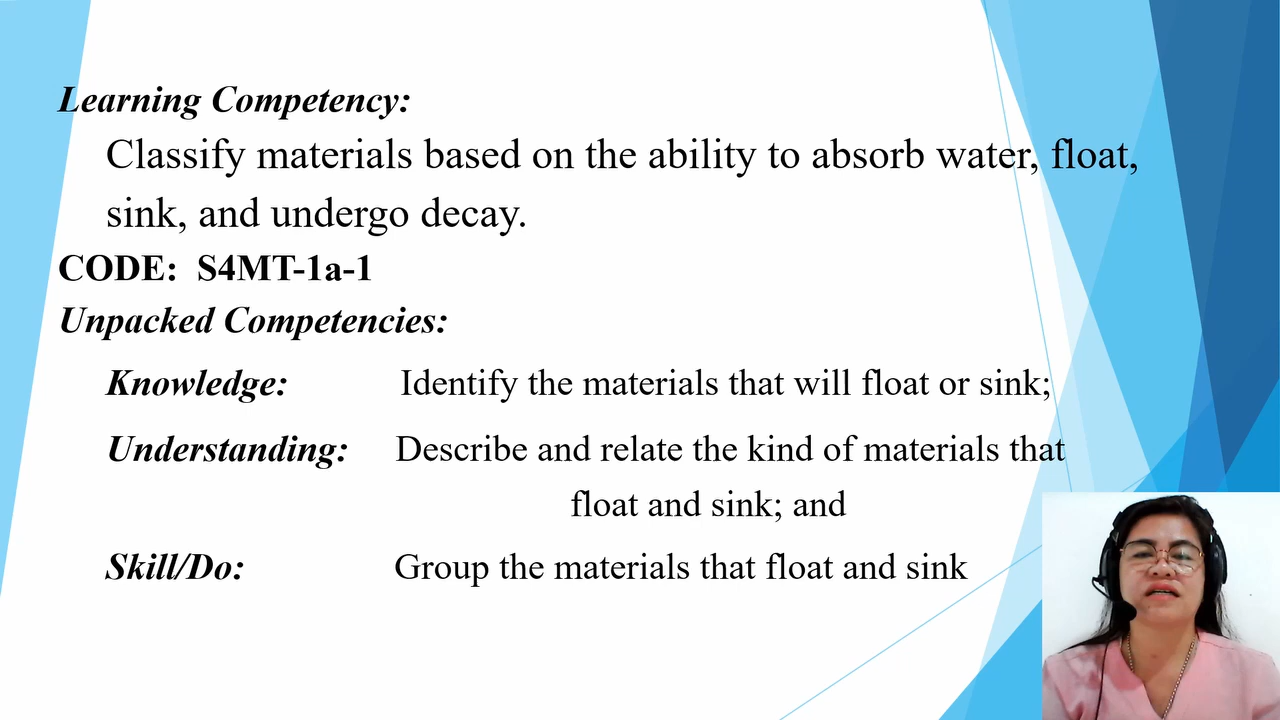 Learning Competency:
Classify materials based on the ability to absorb water, float,
sink, and undergo decay.
CODE: S4MT-1a-1
Unpacked Competencies:
Knowledge: Identify the materials that will float or sink;
Understanding: Describe and relate the kind of materials that
float and sink; and
Skill/Do: Group the materials that float and sink